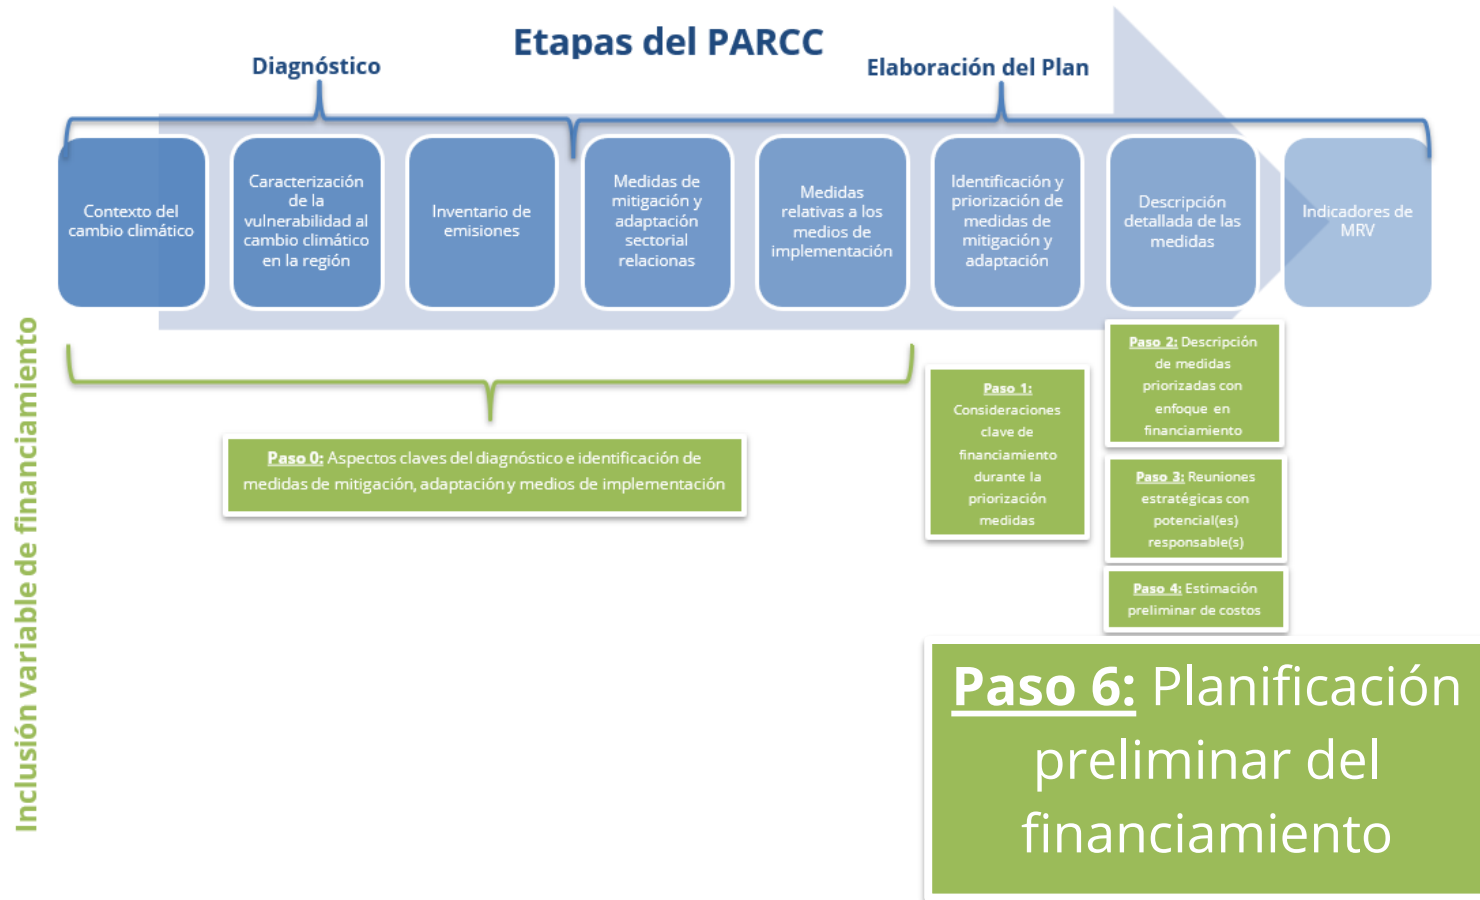 Etapas del PARCC
Diagnóstico
Elaboración del Plan
Contexto del
cambio climático
Caracterización
de la
vulnerabilidad al
cambio climático
en la región
Inventario de
emisiones
Medidas de
mitigación y
adaptación
sectorial
relacionas
Medidas
relativas a los
medios de
implementación
Identificación y
priorización de
medidas de
mitigación y
adaptación
Descripción
detallada de las
medidas
Indicadores de
MRV
Inclusión variable de financiamiento
Paso 0: Aspectos claves del diagnóstico e identificación de
medidas de mitigación, adaptación y medios de implementación
Paso 1:
Consideraciones
clave de
financiamiento
durante la
priorización
medidas
Paso 2: Descripción
de medidas
priorizadas con
enfoque en
financiamiento
Paso 3: Reuniones
estratégicas con
potencial(es)
responsable(s)
Paso 4: Estimación
preliminar de costos
Paso 6: Planificación
preliminar del
financiamiento